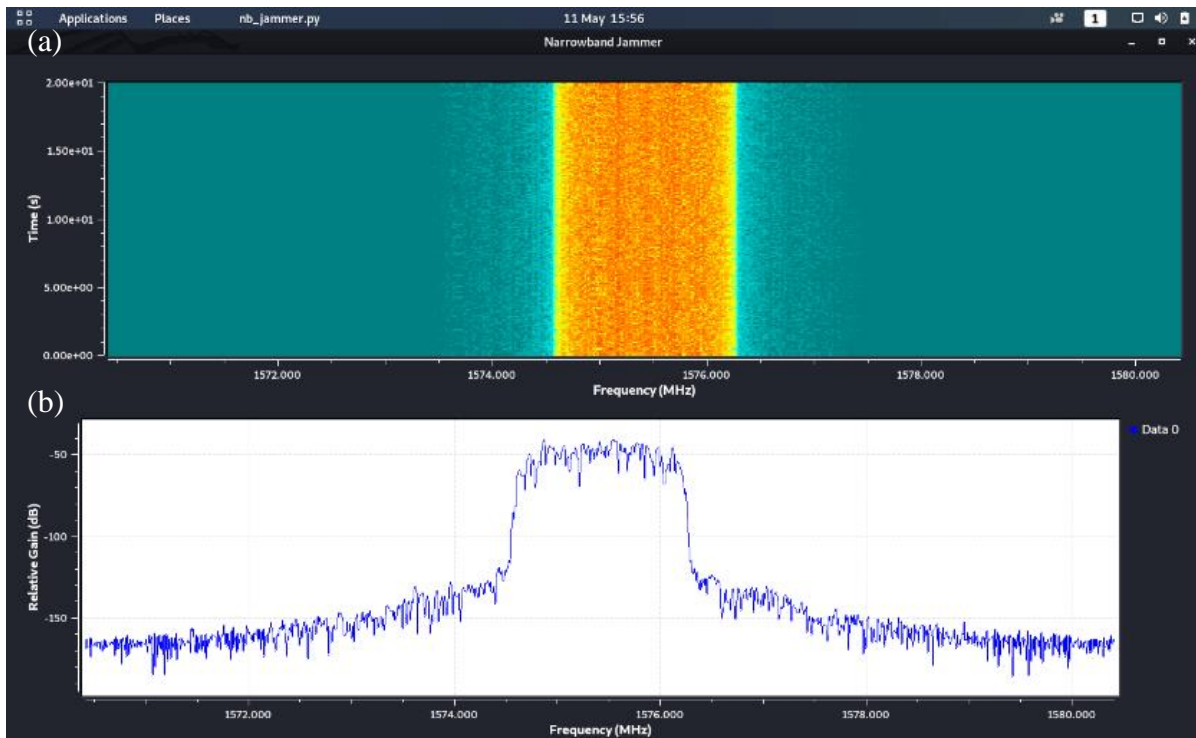 Applications Places nb_jammer.py 11 May 15:56 1
(a)
Narrowband Jammer
2.00e+01
1.50e+01
1.00e+01
5.00e+00
0.00e+00
Time (s)
1572.000 1574.000 1576.000 1578.000 1580.000
Frequency (MHz)
(b)
Data 0
-50
-100
-150
Relative Gain (dB)
1572.000 1574.000 1576.000 1578.000 1580.000
Frequency (MHz)